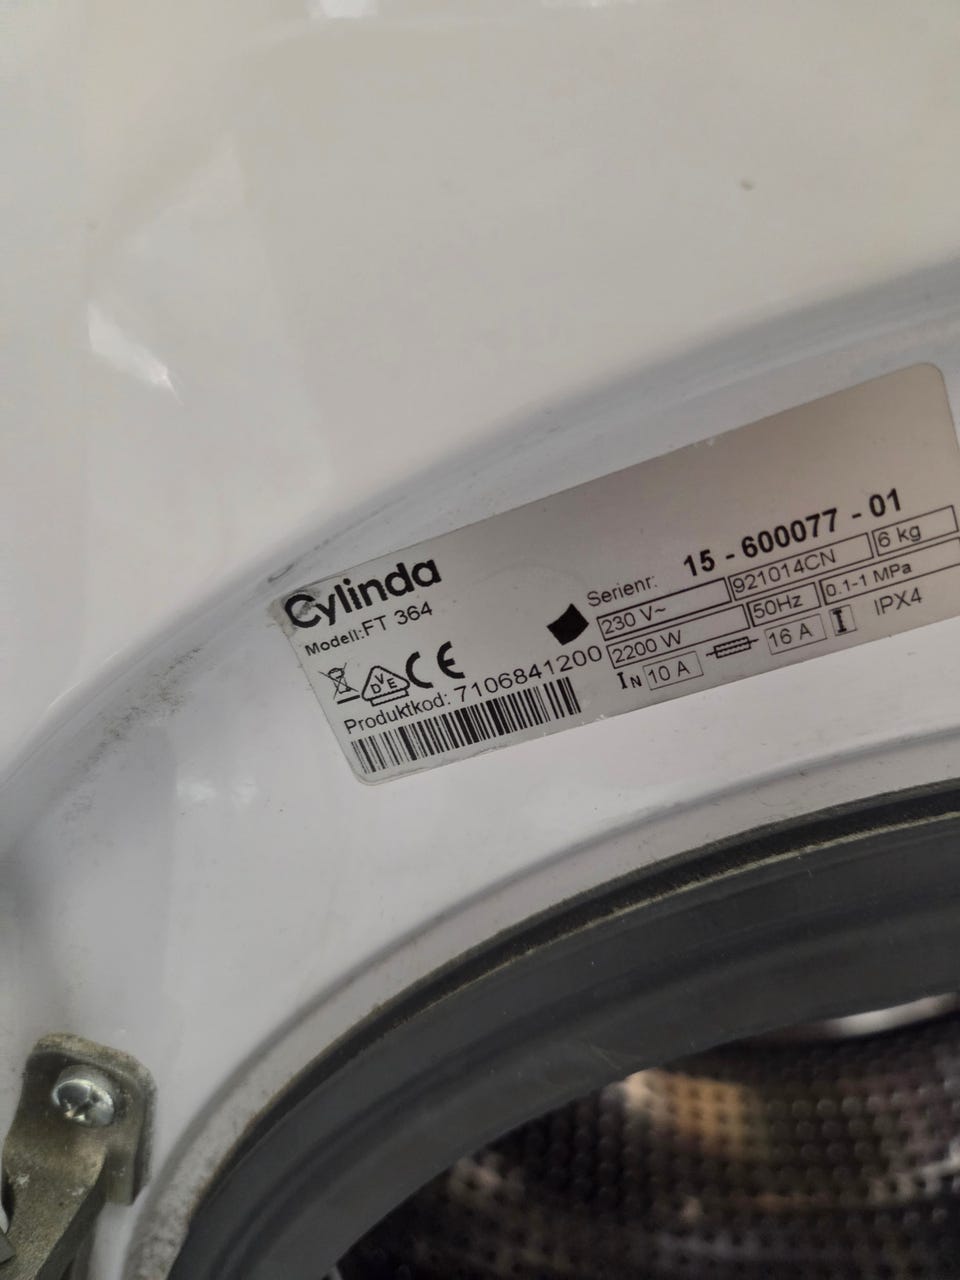 Cylinda
Modell:FT 364
Serienr: 15 - 600077 - 01
230 V~ 921014CN 6 kg
2200 W 50Hz 0.1-1 MPa
IN 10 A 16 A IPX4
DVE CE
Produktkod: 7106841200